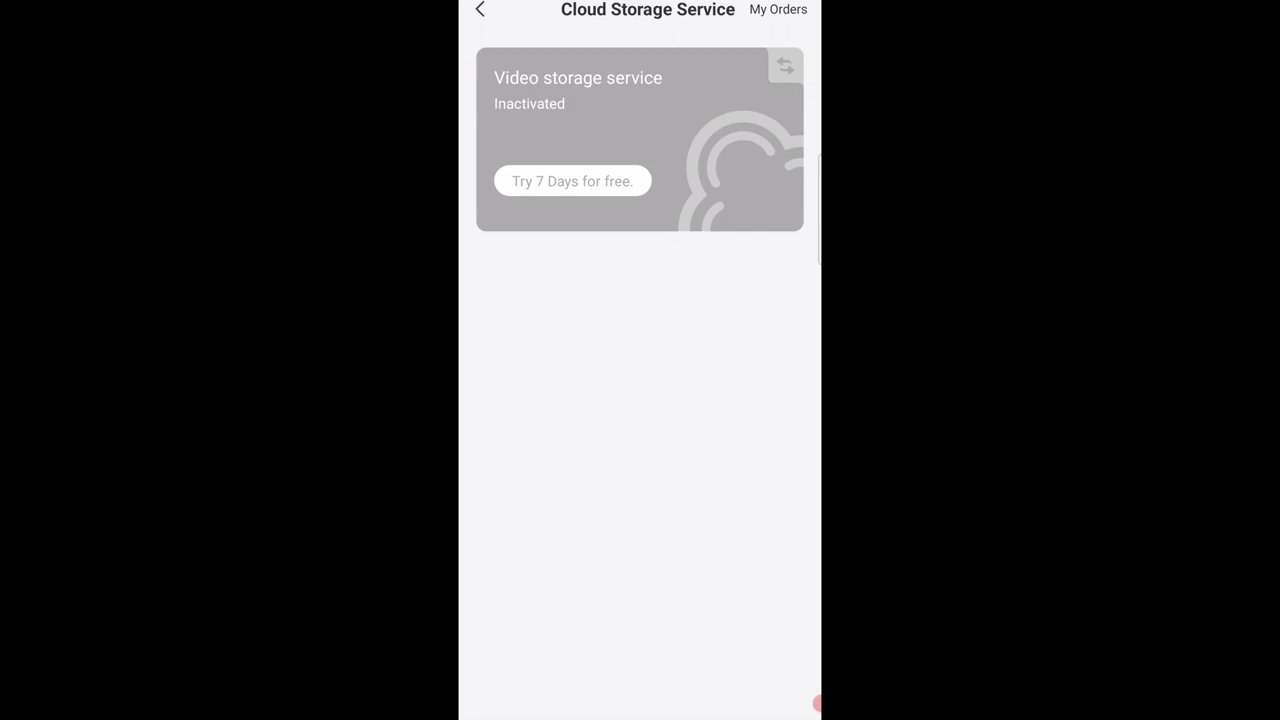 Cloud Storage Service My Orders
Video storage service
Inactivated
Try 7 Days for free.